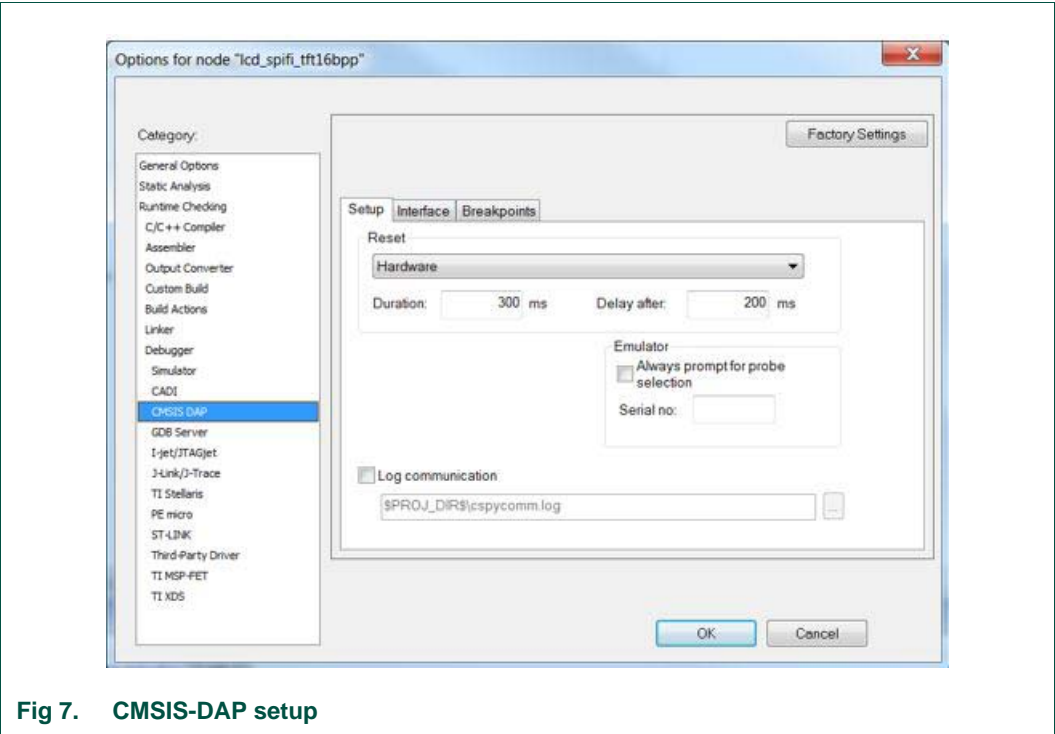 Options for node "lcd_spifi_tft16bpp"
X
Category:
General Options
Static Analysis
Runtime Checking
C/C++ Compiler
Assembler
Output Converter
Custom Build
Build Actions
Linker
Debugger
Simulator
CADI
CMSIS DAP
GDB Server
I-jet/JTAGjet
J-Link/J-Trace
TI Stellaris
PE micro
ST-LINK
Third-Party Driver
TI MSP-FET
TI XDS
Factory Settings
Setup Interface Breakpoints
Reset
Hardware
Duration: 300 ms Delay after: 200 ms
Emulator
Always prompt for probe
selection
Serial no:
Log communication
$PROJ_DIR$\cspycomm.log
...
OK Cancel
Fig 7. CMSIS-DAP setup